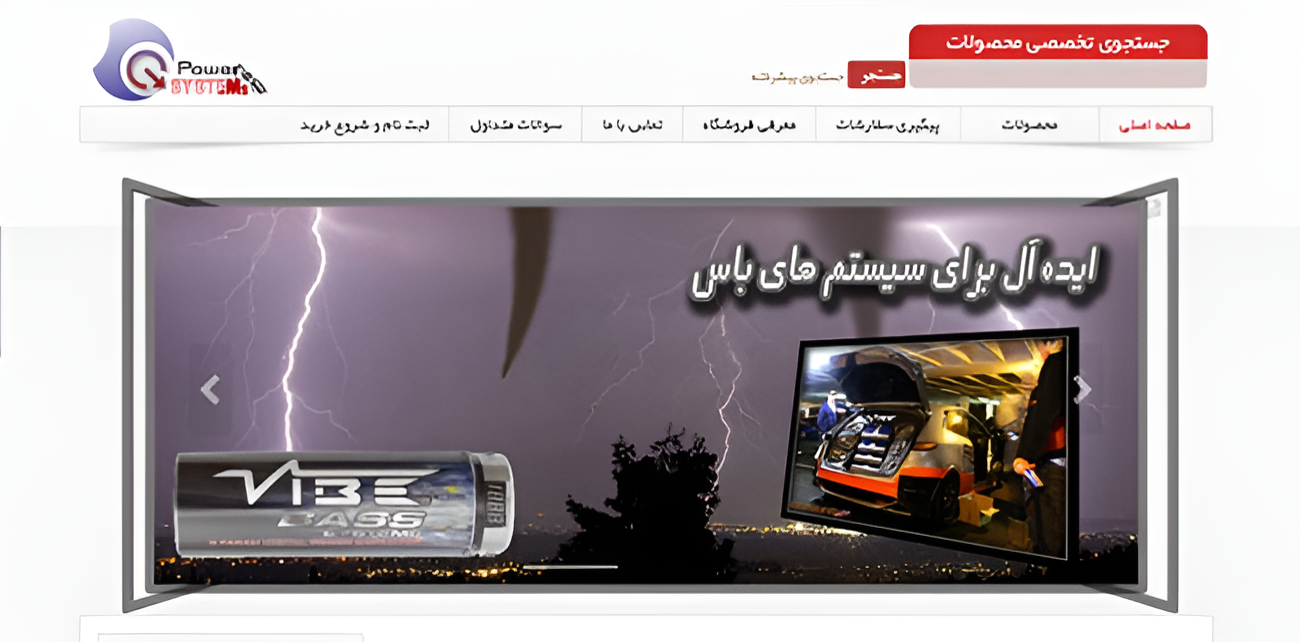 جستجوی تخصصی محصولات
جستجو جستجوی پیشرفته
Power
SYSTEMs
صفحه اصلی محصولات پیگیری سفارشات معرفی فروشگاه تماس با ما سوالات متداول ثبت نام و شروع خرید
ایده آل برای سیستم های باس
VIBE
BASS
SYSTEMS